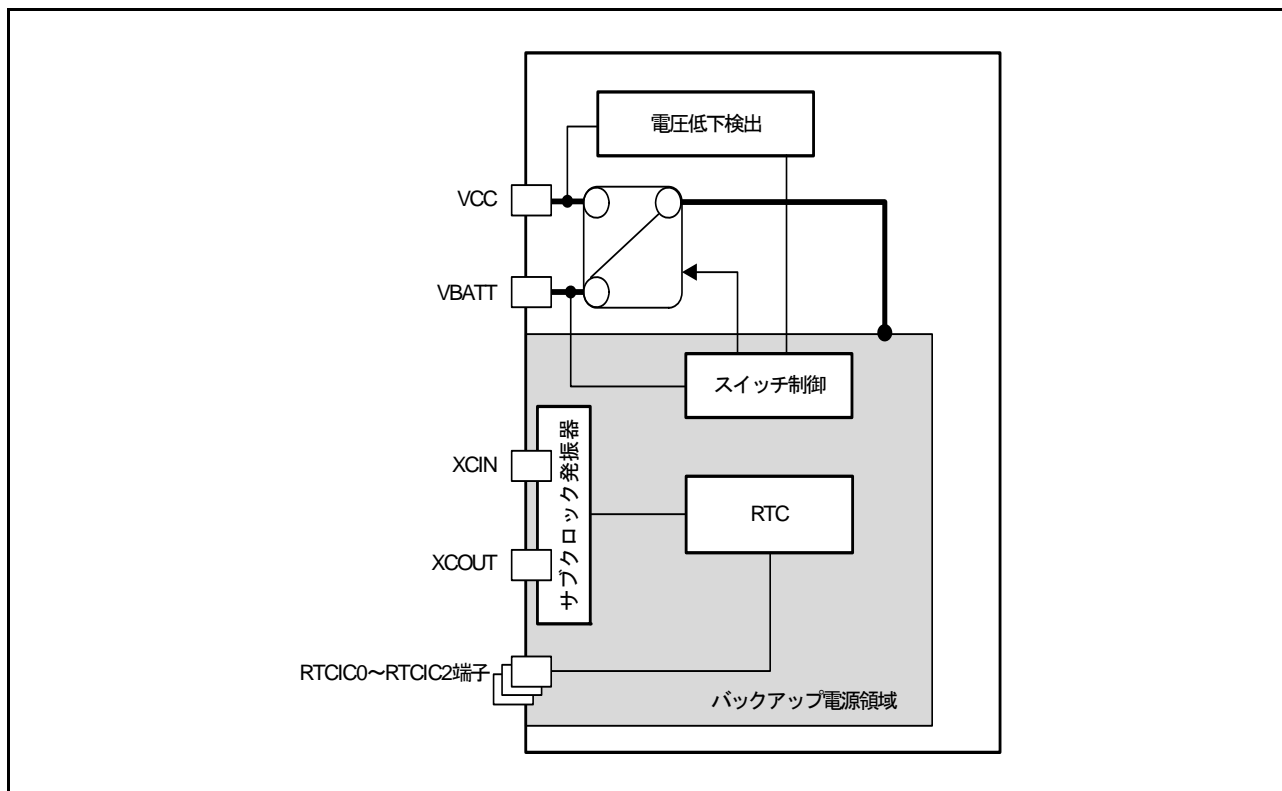 電圧低下検出
VCC
VBATT
スイッチ制御
サブクロック発振器
XCIN
RTC
XCOUT
RTCIC0～RTCIC2端子
バックアップ電源領域